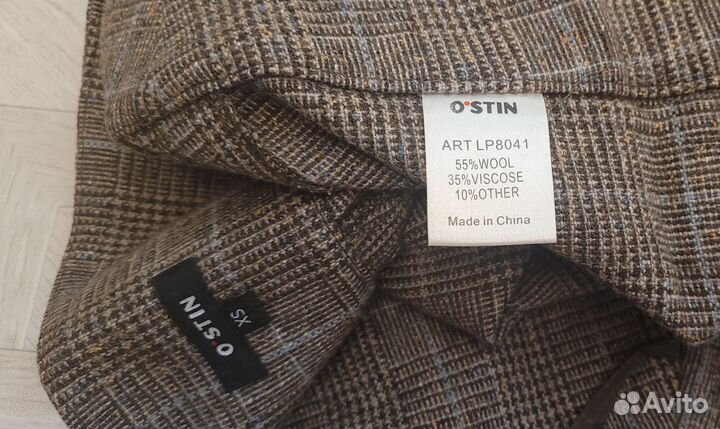 O'STIN
ART LP8041
55%WOOL
35%VISCOSE
10%OTHER
Made in China
XS
O'STIN
Avito